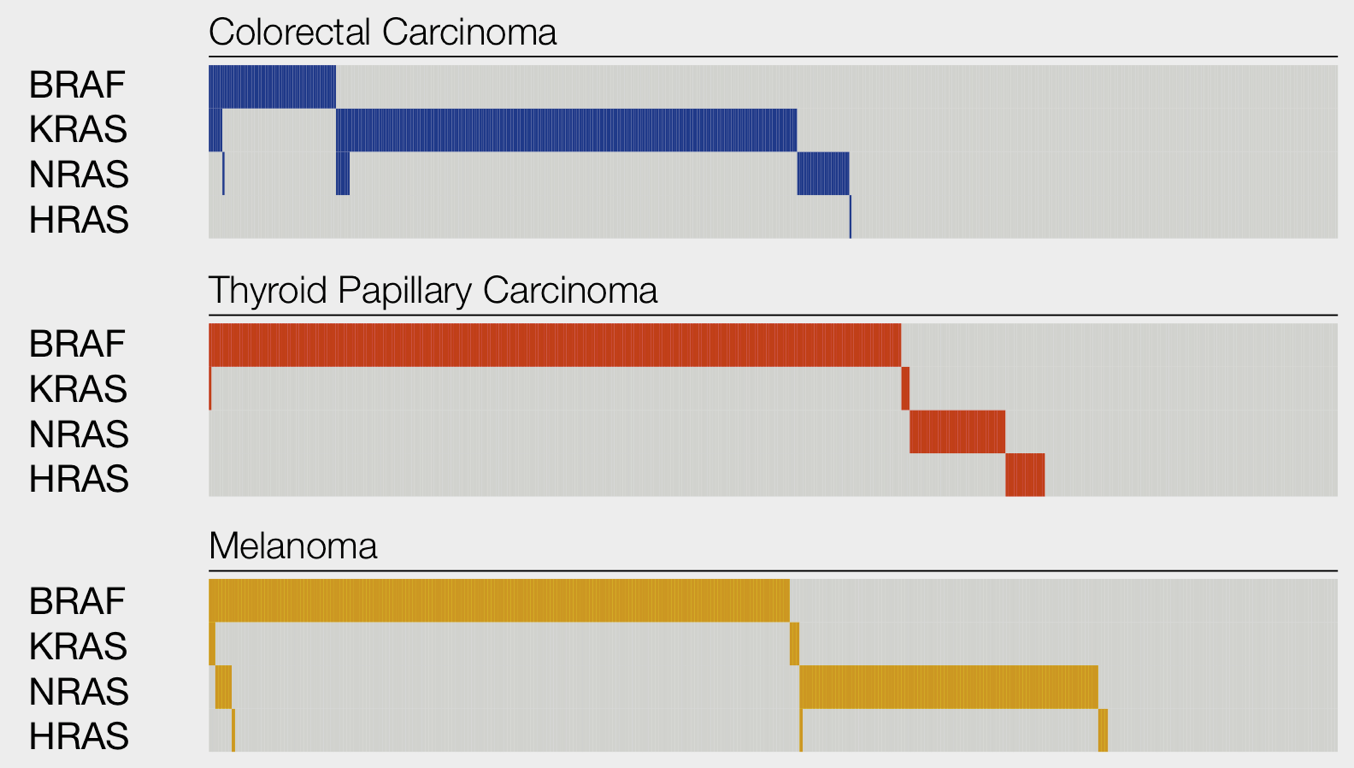 Colorectal Carcinoma
BRAF
KRAS
NRAS
HRAS
Thyroid Papillary Carcinoma
BRAF
KRAS
NRAS
HRAS
Melanoma
BRAF
KRAS
NRAS
HRAS